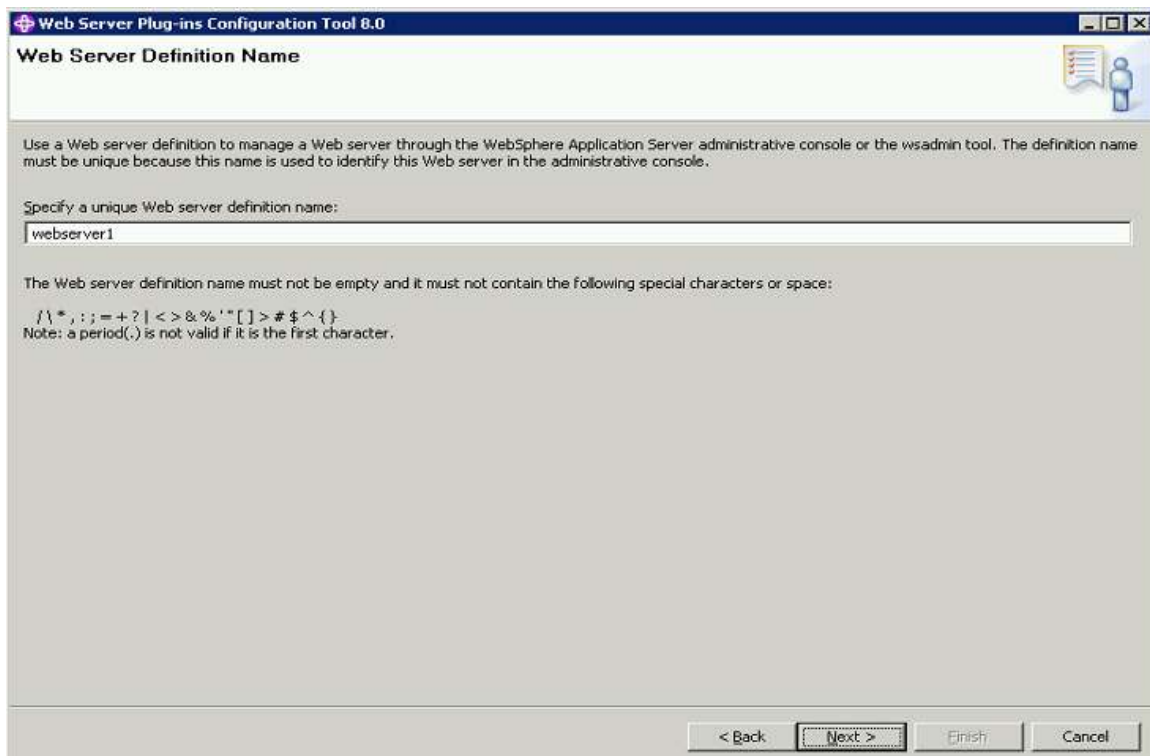 Web Server Plug-ins Configuration Tool 8.0
Web Server Definition Name
Use a Web server definition to manage a Web server through the WebSphere Application Server administrative console or the wsadmin tool. The definition name
must be unique because this name is used to identify this Web server in the administrative console.
Specify a unique Web server definition name:
webserver1
The Web server definition name must not be empty and it must not contain the following special characters or space:
/ \ * , : ; = + ? | < > & % ' " [ ] > # $ ^ { }
Note: a period(.) is not valid if it is the first character.
< Back Next > Finish Cancel